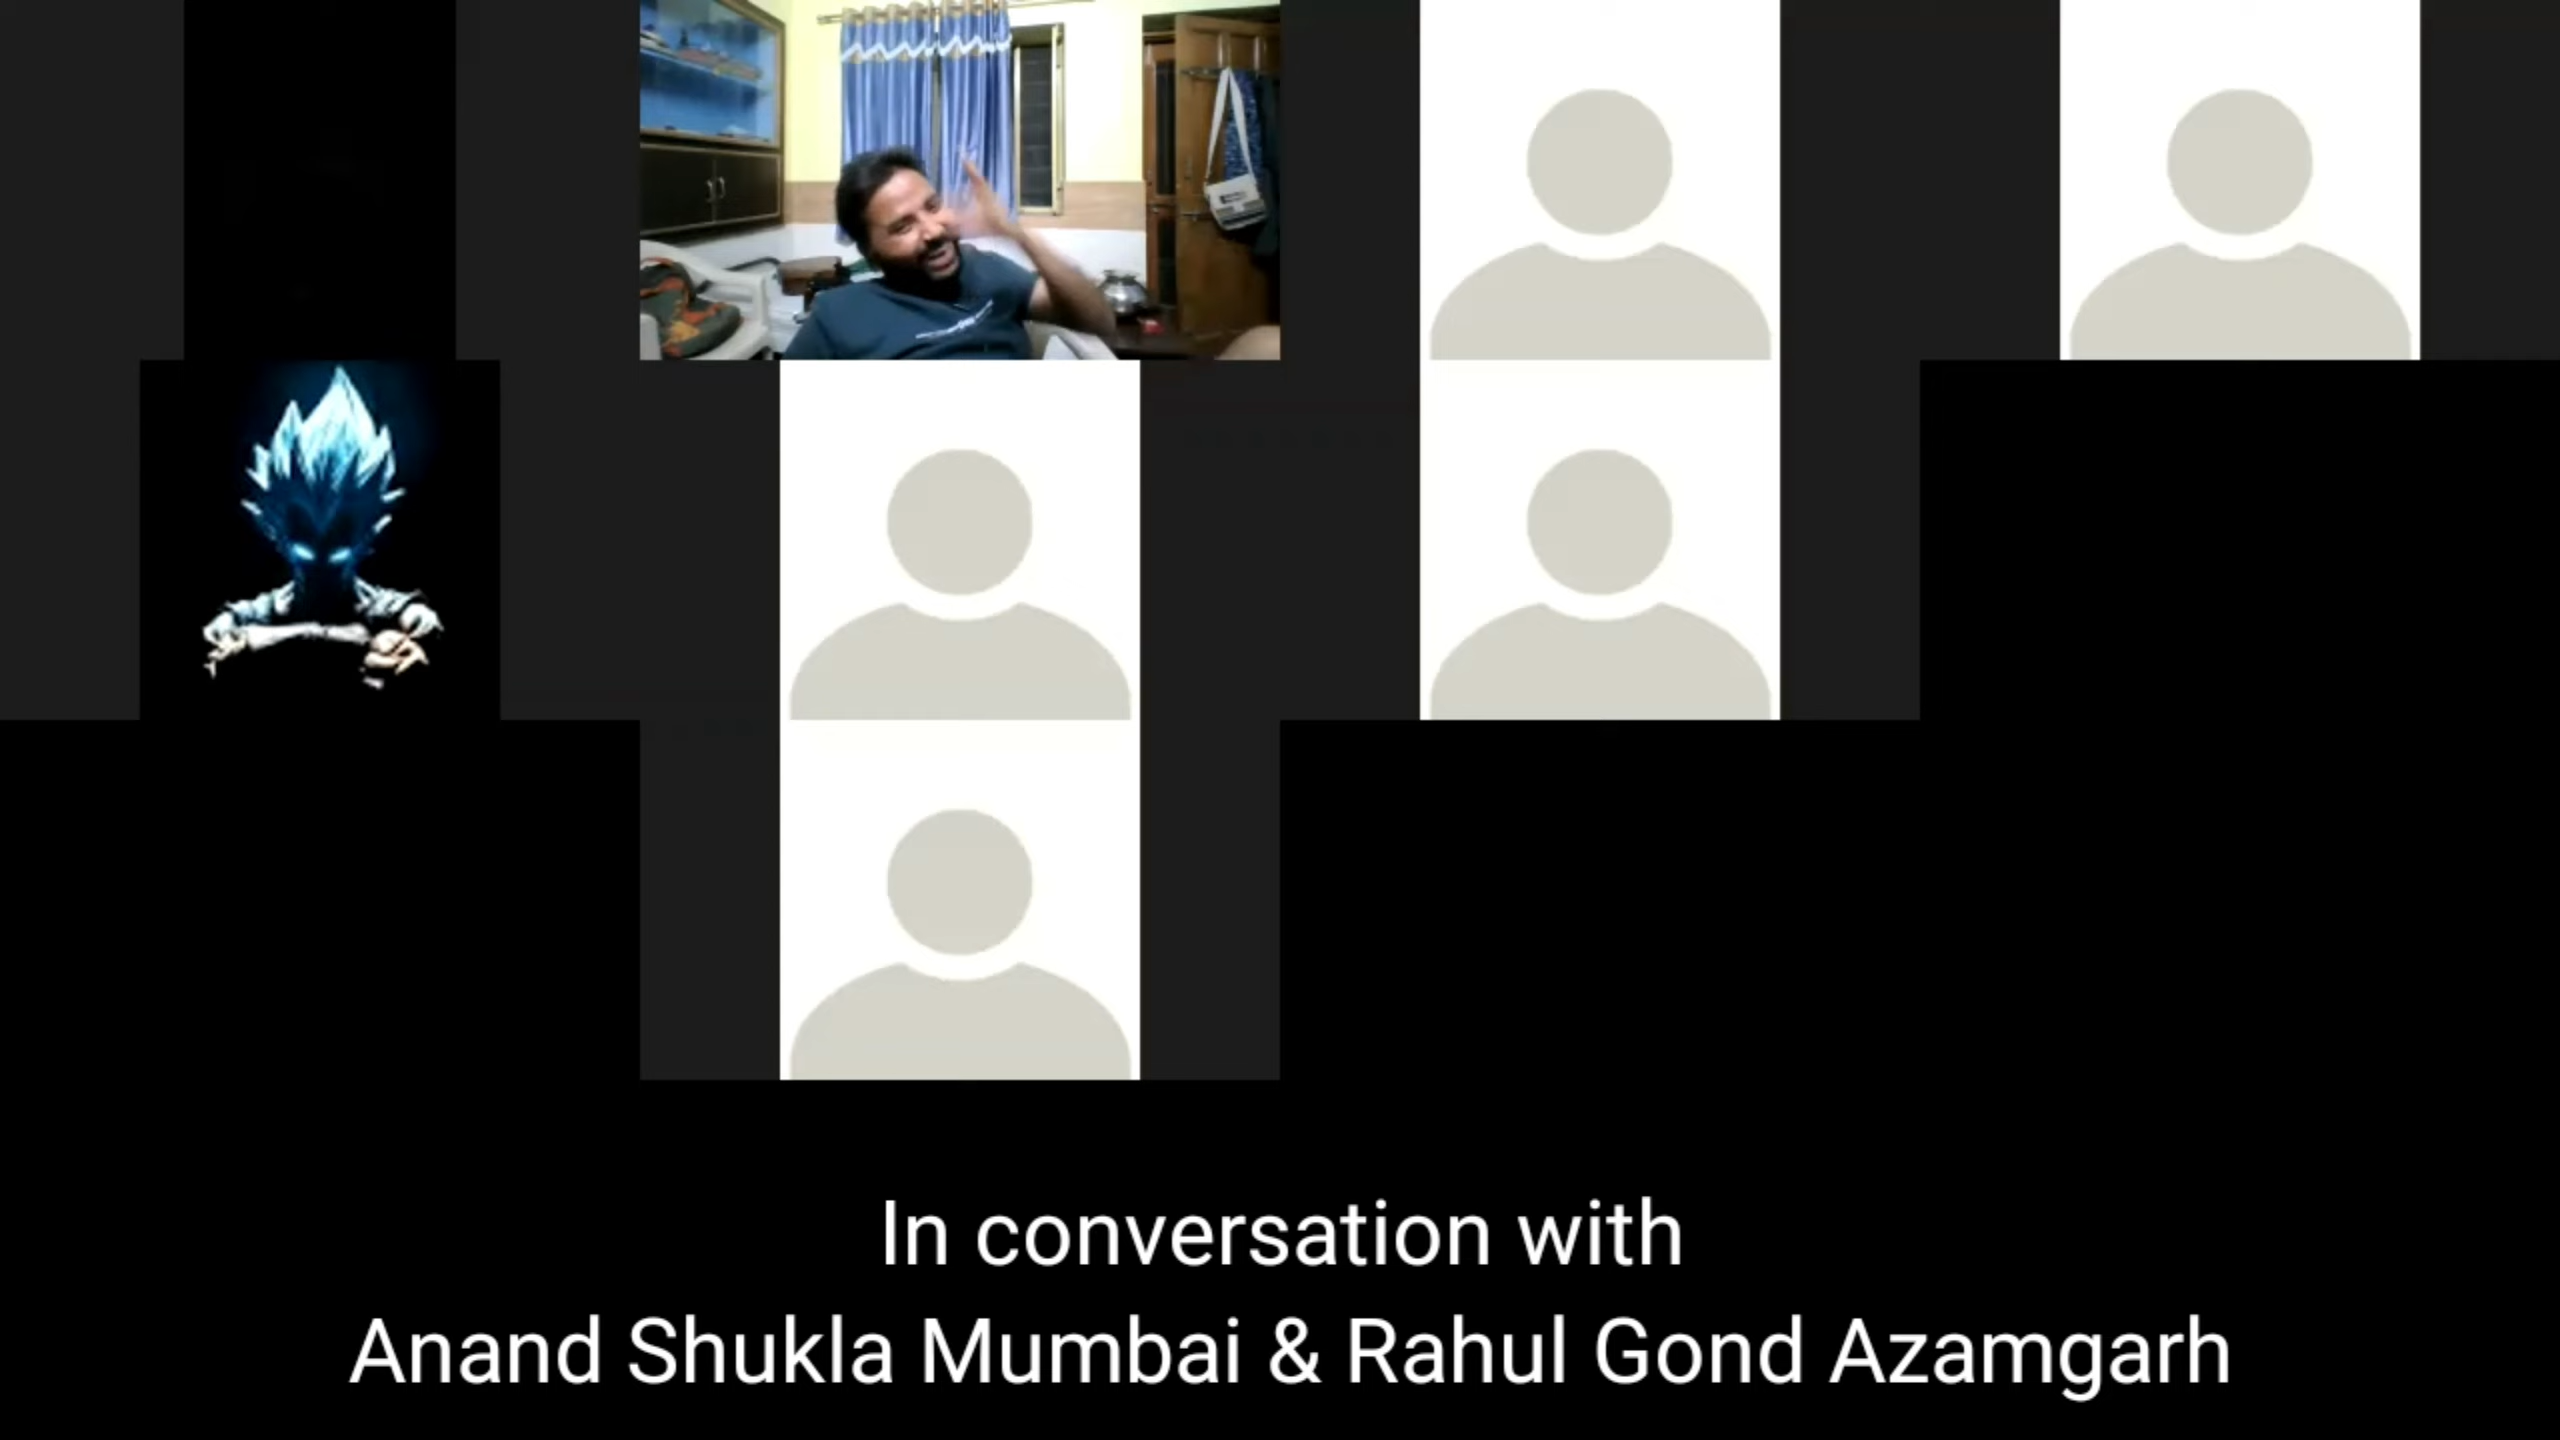 In conversation with
Anand Shukla Mumbai & Rahul Gond Azamgarh